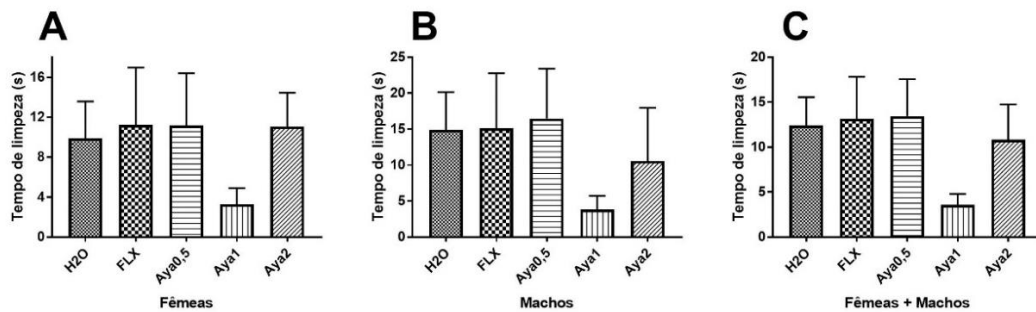 A
Tempo de limpeza (s)
16
12
8
4
0
H2O
FLX
Aya0,5
Aya1
Aya2
Fêmeas
B
Tempo de limpeza (s)
25
20
15
10
5
0
H2O
FLX
Aya0,5
Aya1
Aya2
Machos
C
Tempo de limpeza (s)
20
15
10
5
0
H2O
FLX
Aya0,5
Aya1
Aya2
Fêmeas + Machos